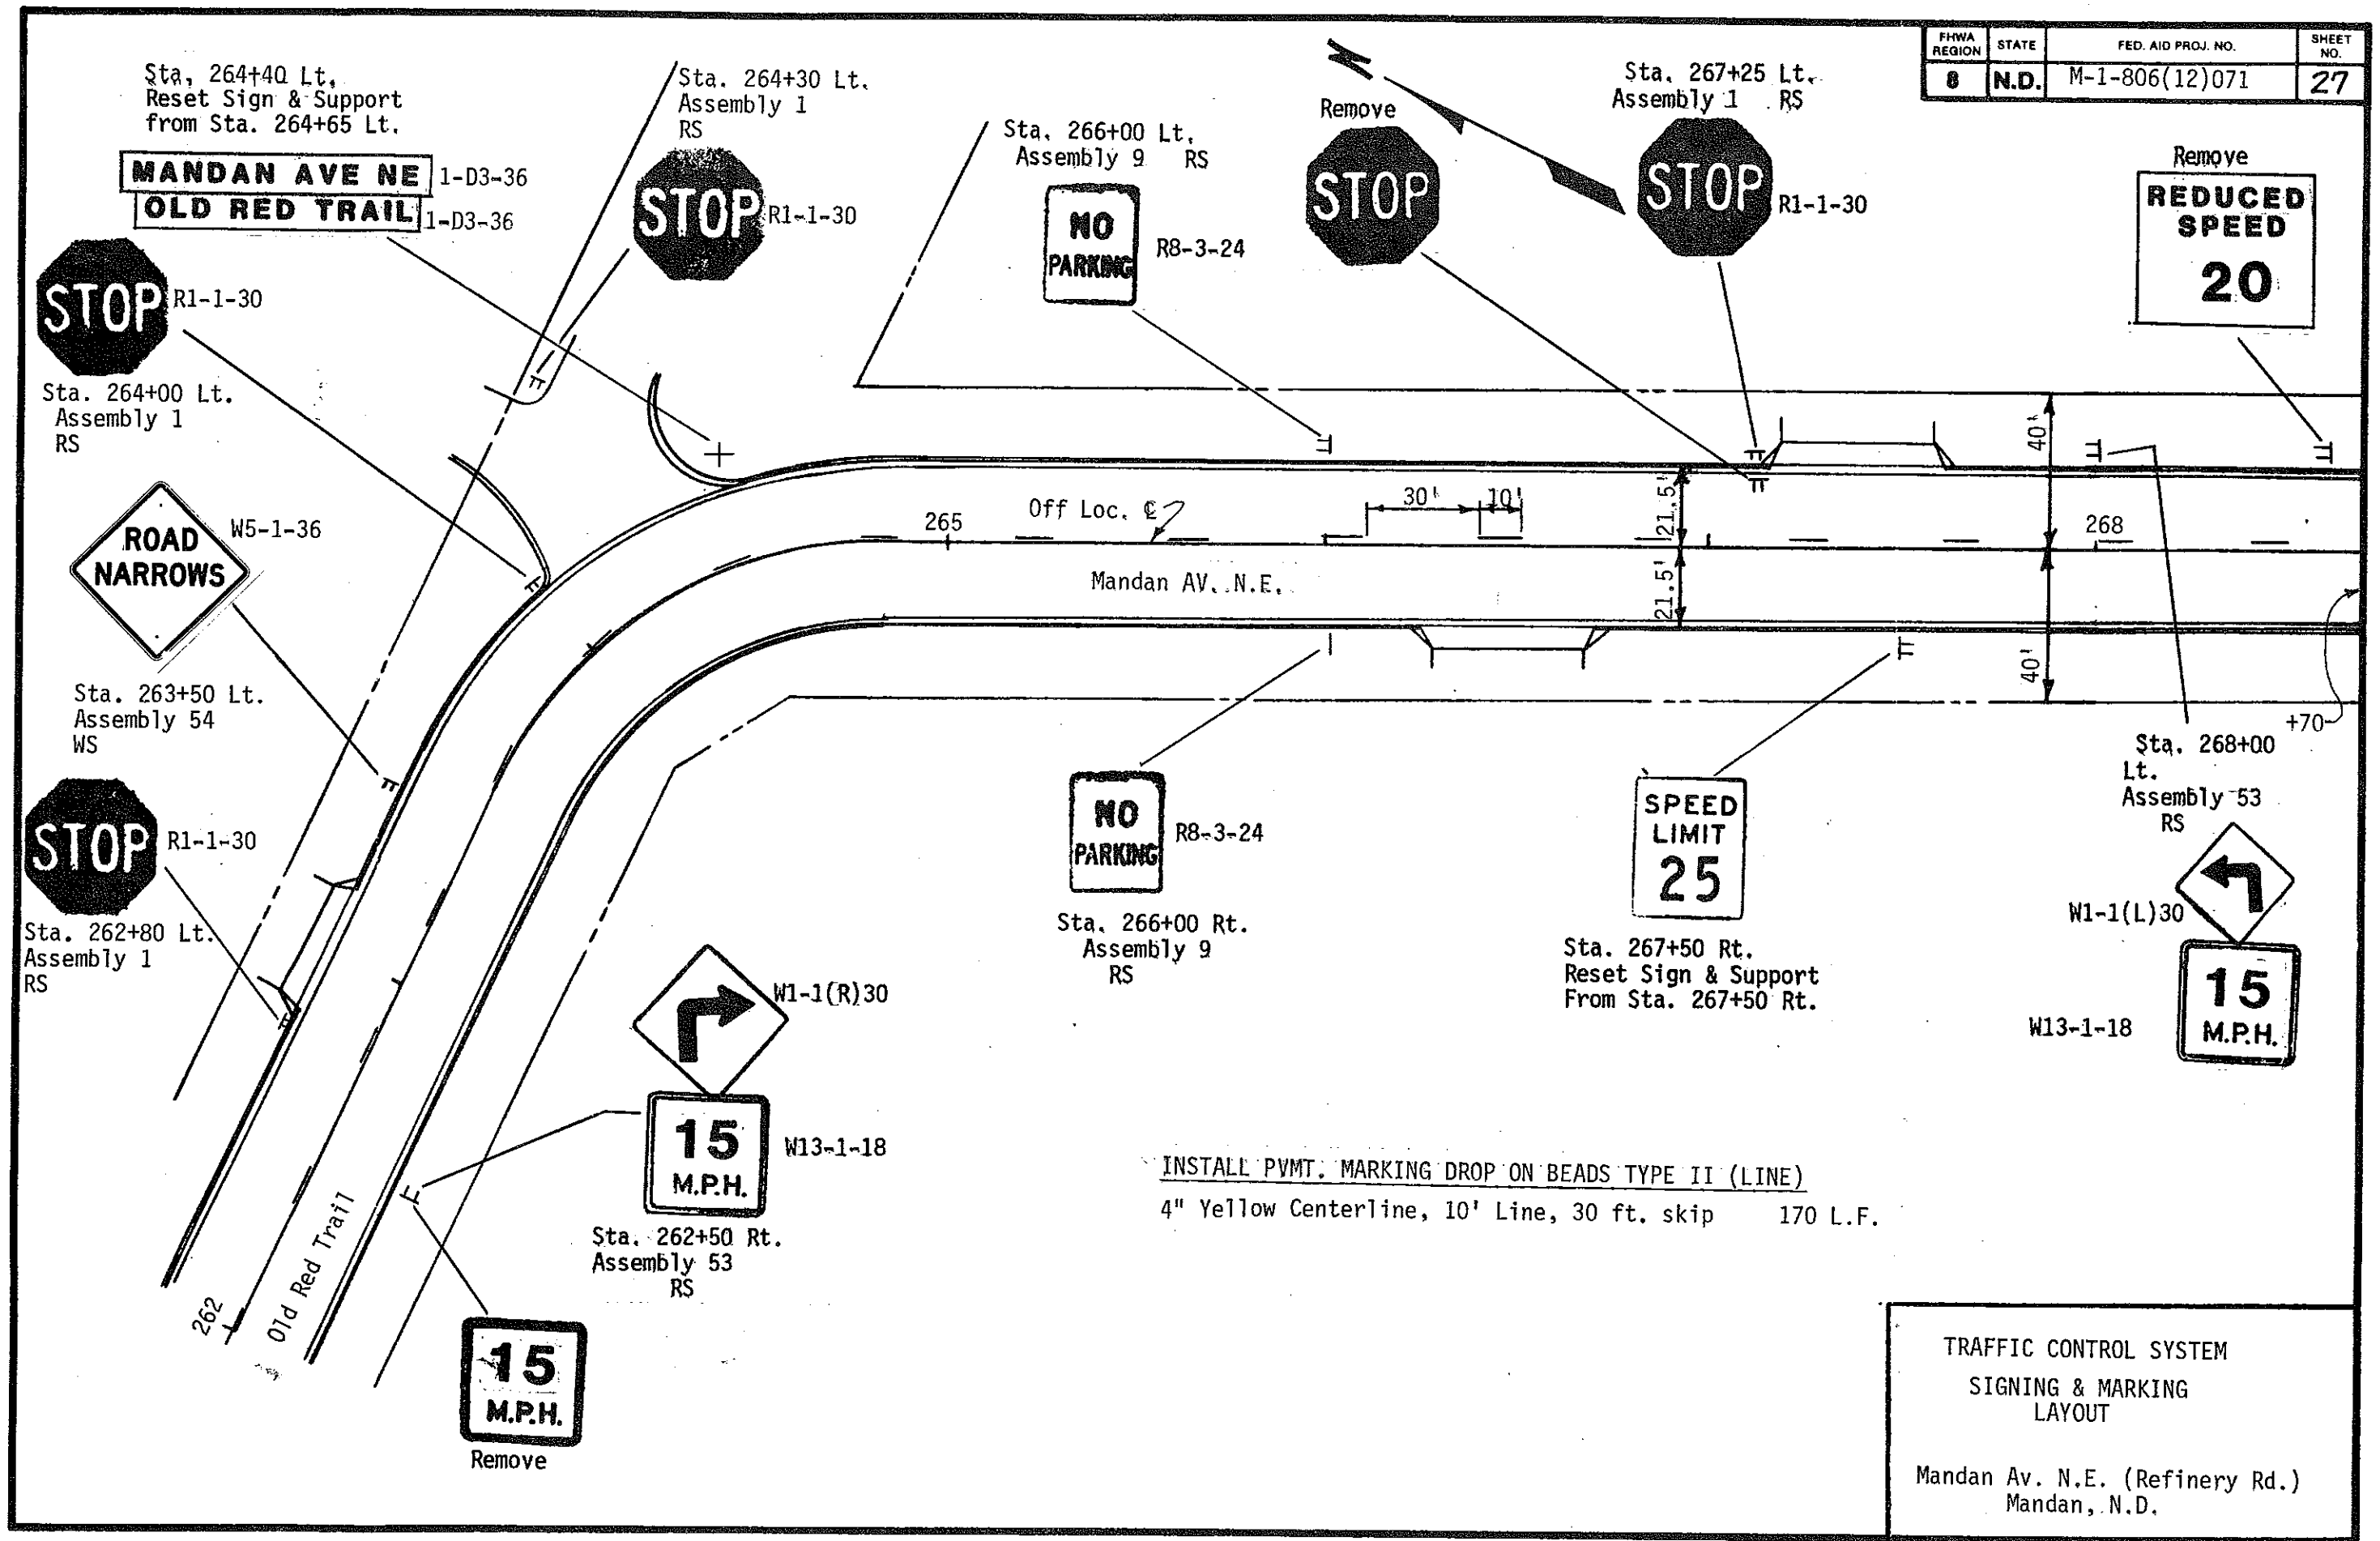 FHWA REGION
STATE
FED. AID PROJ. NO.
SHEET NO.
8
N.D.
M-1-806(12)071
27
Sta, 264+40 Lt,
Reset Sign & Support
from Sta. 264+65 Lt.
MANDAN AVE NE 1-D3-36
OLD RED TRAIL 1-D3-36
Sta. 264+30 Lt.
Assembly 1
RS
STOP R1-1-30
Sta. 266+00 Lt.
Assembly 9 RS
NO
PARKING
R8-3-24
N
Remove
STOP
Sta. 267+25 Lt.
Assembly 1 RS
STOP R1-1-30
Remove
REDUCED
SPEED
20
STOP R1-1-30
Sta. 264+00 Lt.
Assembly 1
RS
ROAD
NARROWS
W5-1-36
Sta. 263+50 Lt.
Assembly 54
WS
STOP R1-1-30
Sta. 262+80 Lt.
Assembly 1
RS
265
Off Loc. ℄
30'
10'
21.5'
21.5'
40'
40'
268
Mandan AV. N.E.
+70
NO
PARKING
R8-3-24
Sta. 266+00 Rt.
Assembly 9
RS
SPEED
LIMIT
25
Sta. 267+50 Rt.
Reset Sign & Support
From Sta. 267+50 Rt.
Sta. 268+00
Lt.
Assembly 53
RS
W1-1(L)30
15
M.P.H.
W13-1-18
W1-1(R)30
15
M.P.H.
W13-1-18
Sta. 262+50 Rt.
Assembly 53
RS
262
Old Red Trail
15
M.P.H.
Remove
INSTALL PVMT. MARKING DROP ON BEADS TYPE II (LINE)
4" Yellow Centerline, 10' Line, 30 ft. skip 170 L.F.
TRAFFIC CONTROL SYSTEM
SIGNING & MARKING
LAYOUT
Mandan Av. N.E. (Refinery Rd.)
Mandan, N.D.